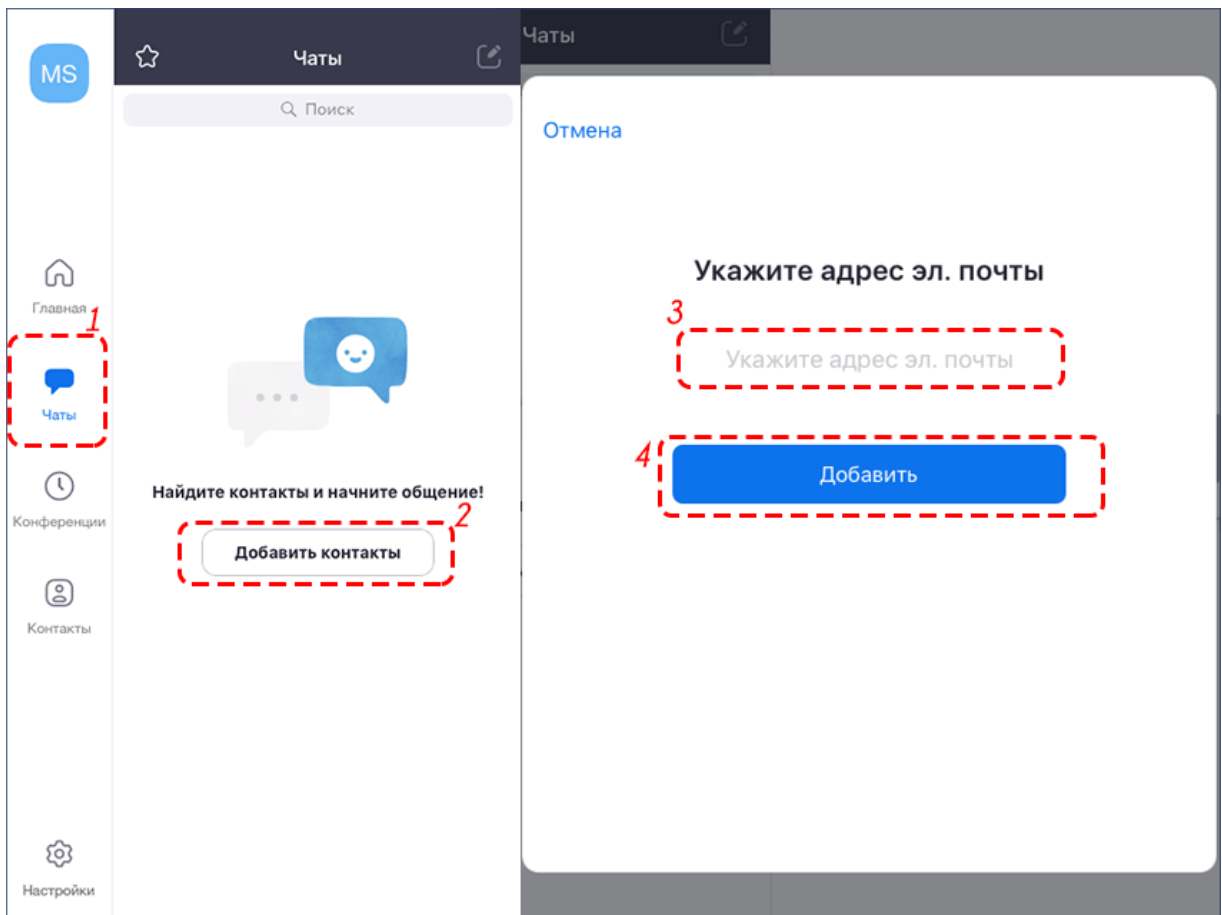 MS
Главная
1
Чаты
Конференции
Контакты
Настройки
Чаты
Поиск
Найдите контакты и начните общение!
2
Добавить контакты
Чаты
Отмена
Укажите адрес эл. почты
3
Укажите адрес эл. почты
4
Добавить